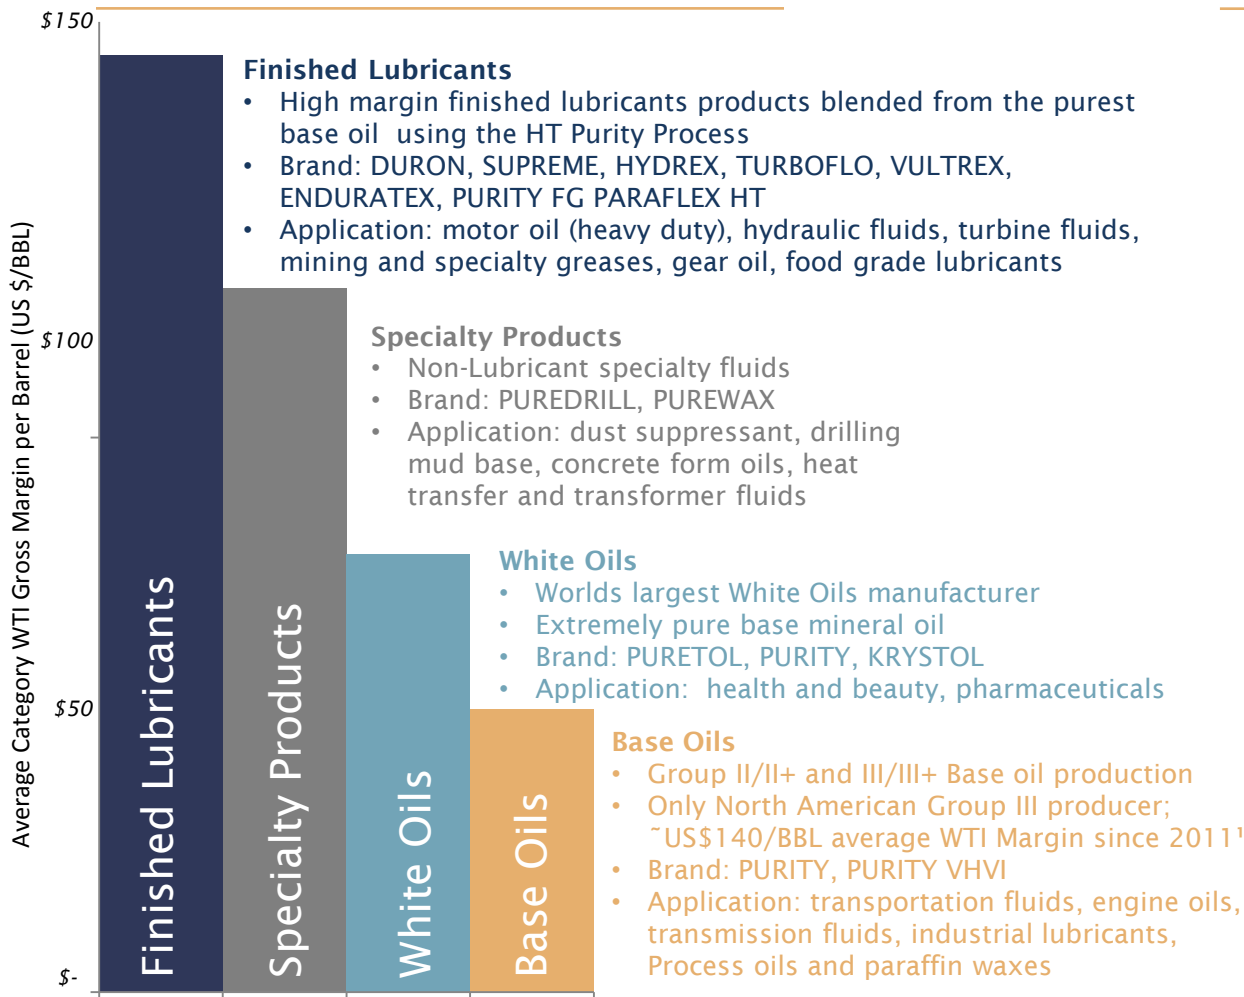 $150
$100
$50
$-
Average Category WTI Gross Margin per Barrel (US $/BBL)
Finished Lubricants
Specialty Products
White Oils
Base Oils
Finished Lubricants
• High margin finished lubricants products blended from the purest
base oil  using the HT Purity Process
• Brand: DURON, SUPREME, HYDREX, TURBOFLO, VULTREX,
ENDURATEX, PURITY FG PARAFLEX HT
• Application: motor oil (heavy duty), hydraulic fluids, turbine fluids,
mining and specialty greases, gear oil, food grade lubricants
Specialty Products
• Non-Lubricant specialty fluids
• Brand: PUREDRILL, PUREWAX
• Application: dust suppressant, drilling
mud base, concrete form oils, heat
transfer and transformer fluids
White Oils
• Worlds largest White Oils manufacturer
• Extremely pure base mineral oil
• Brand: PURETOL, PURITY, KRYSTOL
• Application:  health and beauty, pharmaceuticals
Base Oils
• Group II/II+ and III/III+ Base oil production
• Only North American Group III producer;
~US$140/BBL average WTI Margin since 2011¹
• Brand: PURITY, PURITY VHVI
• Application: transportation fluids, engine oils,
transmission fluids, industrial lubricants,
Process oils and paraffin waxes